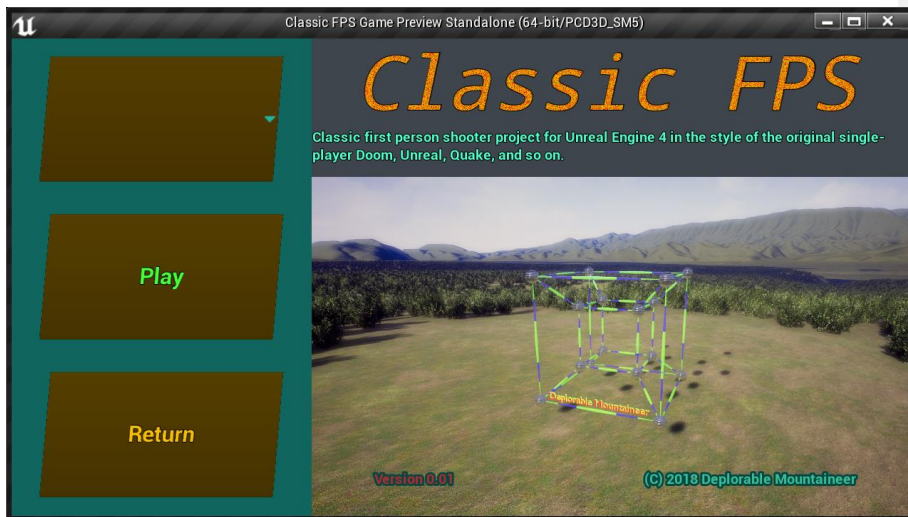 Classic FPS Game Preview Standalone (64-bit/PCD3D_SM5)
Classic FPS
Classic first person shooter project for Unreal Engine 4 in the style of the original single-
player Doom, Unreal, Quake, and so on.
Play
Return
Deplorable Mountaineer
Version 0.01
(C) 2018 Deplorable Mountaineer